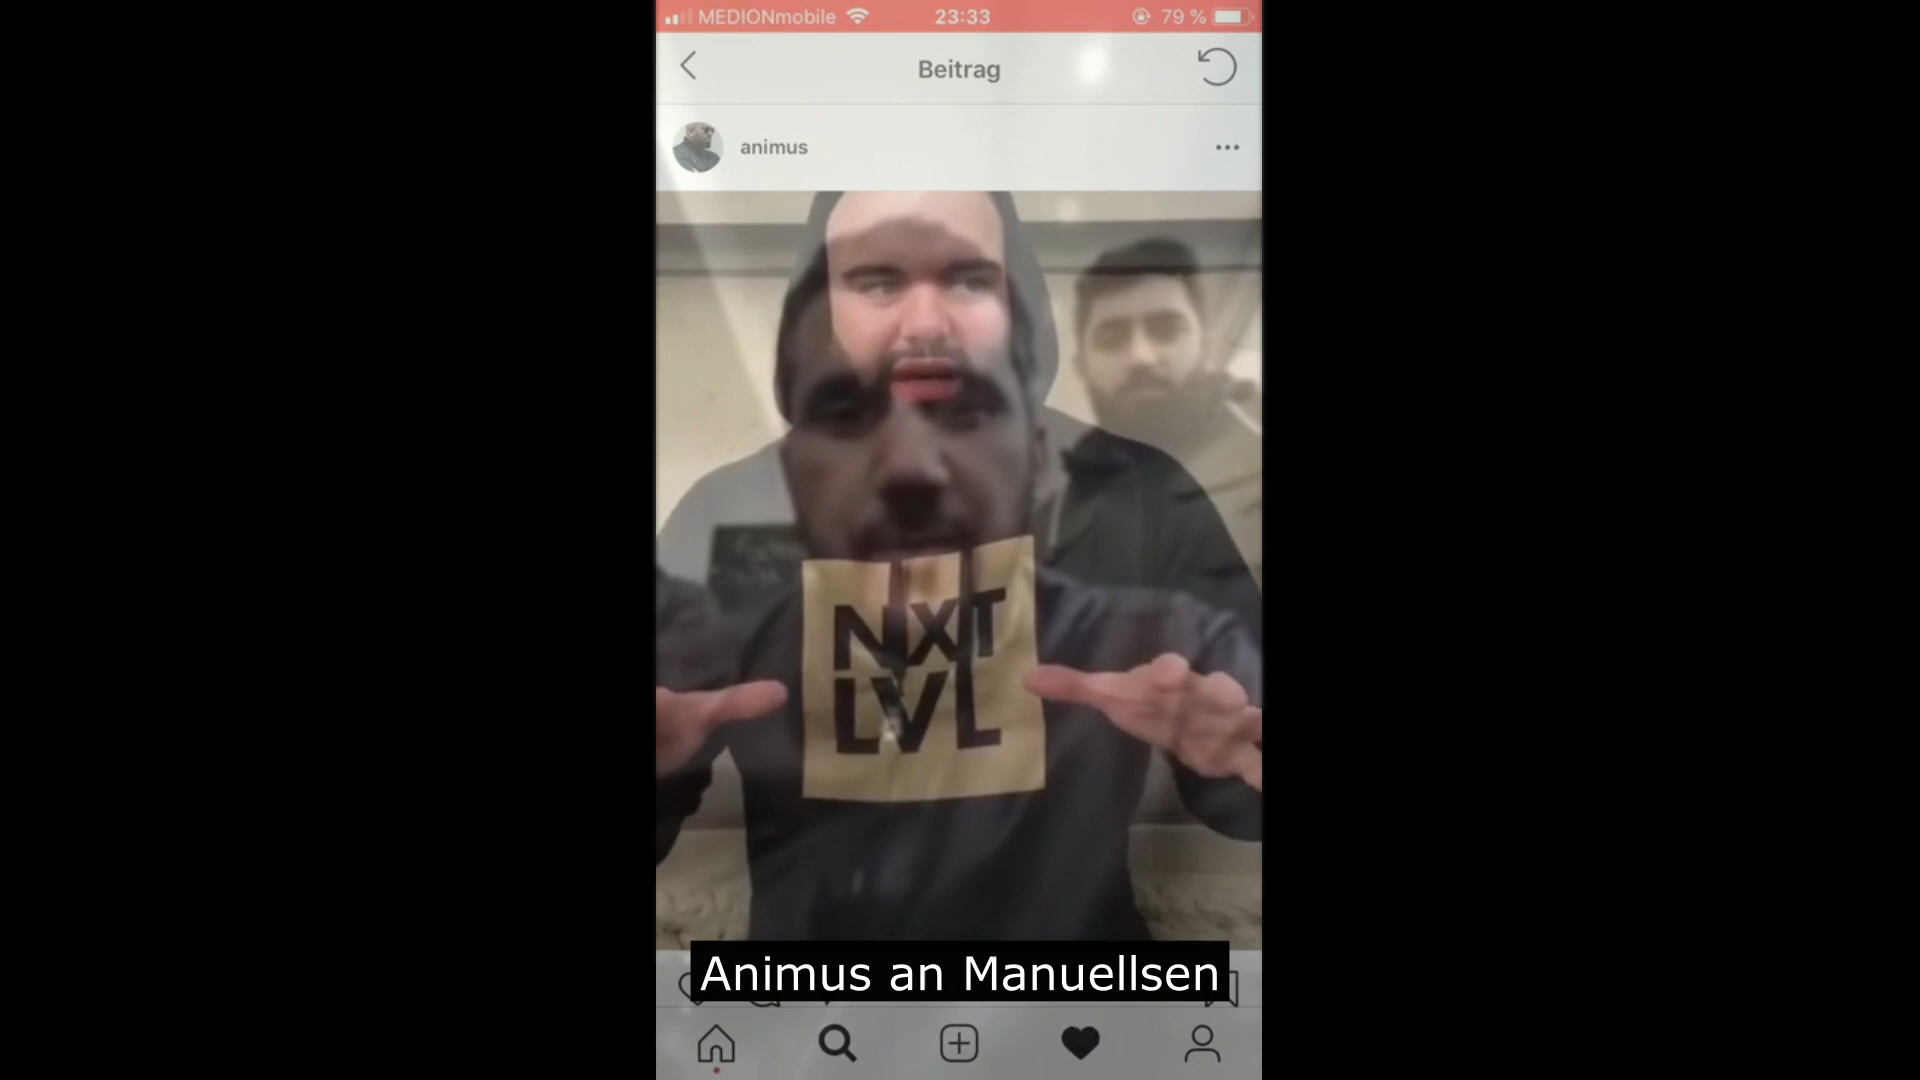 MEDIONmobile 23:33 79 %
Beitrag
animus
NXT
LVL
Animus an Manuellsen